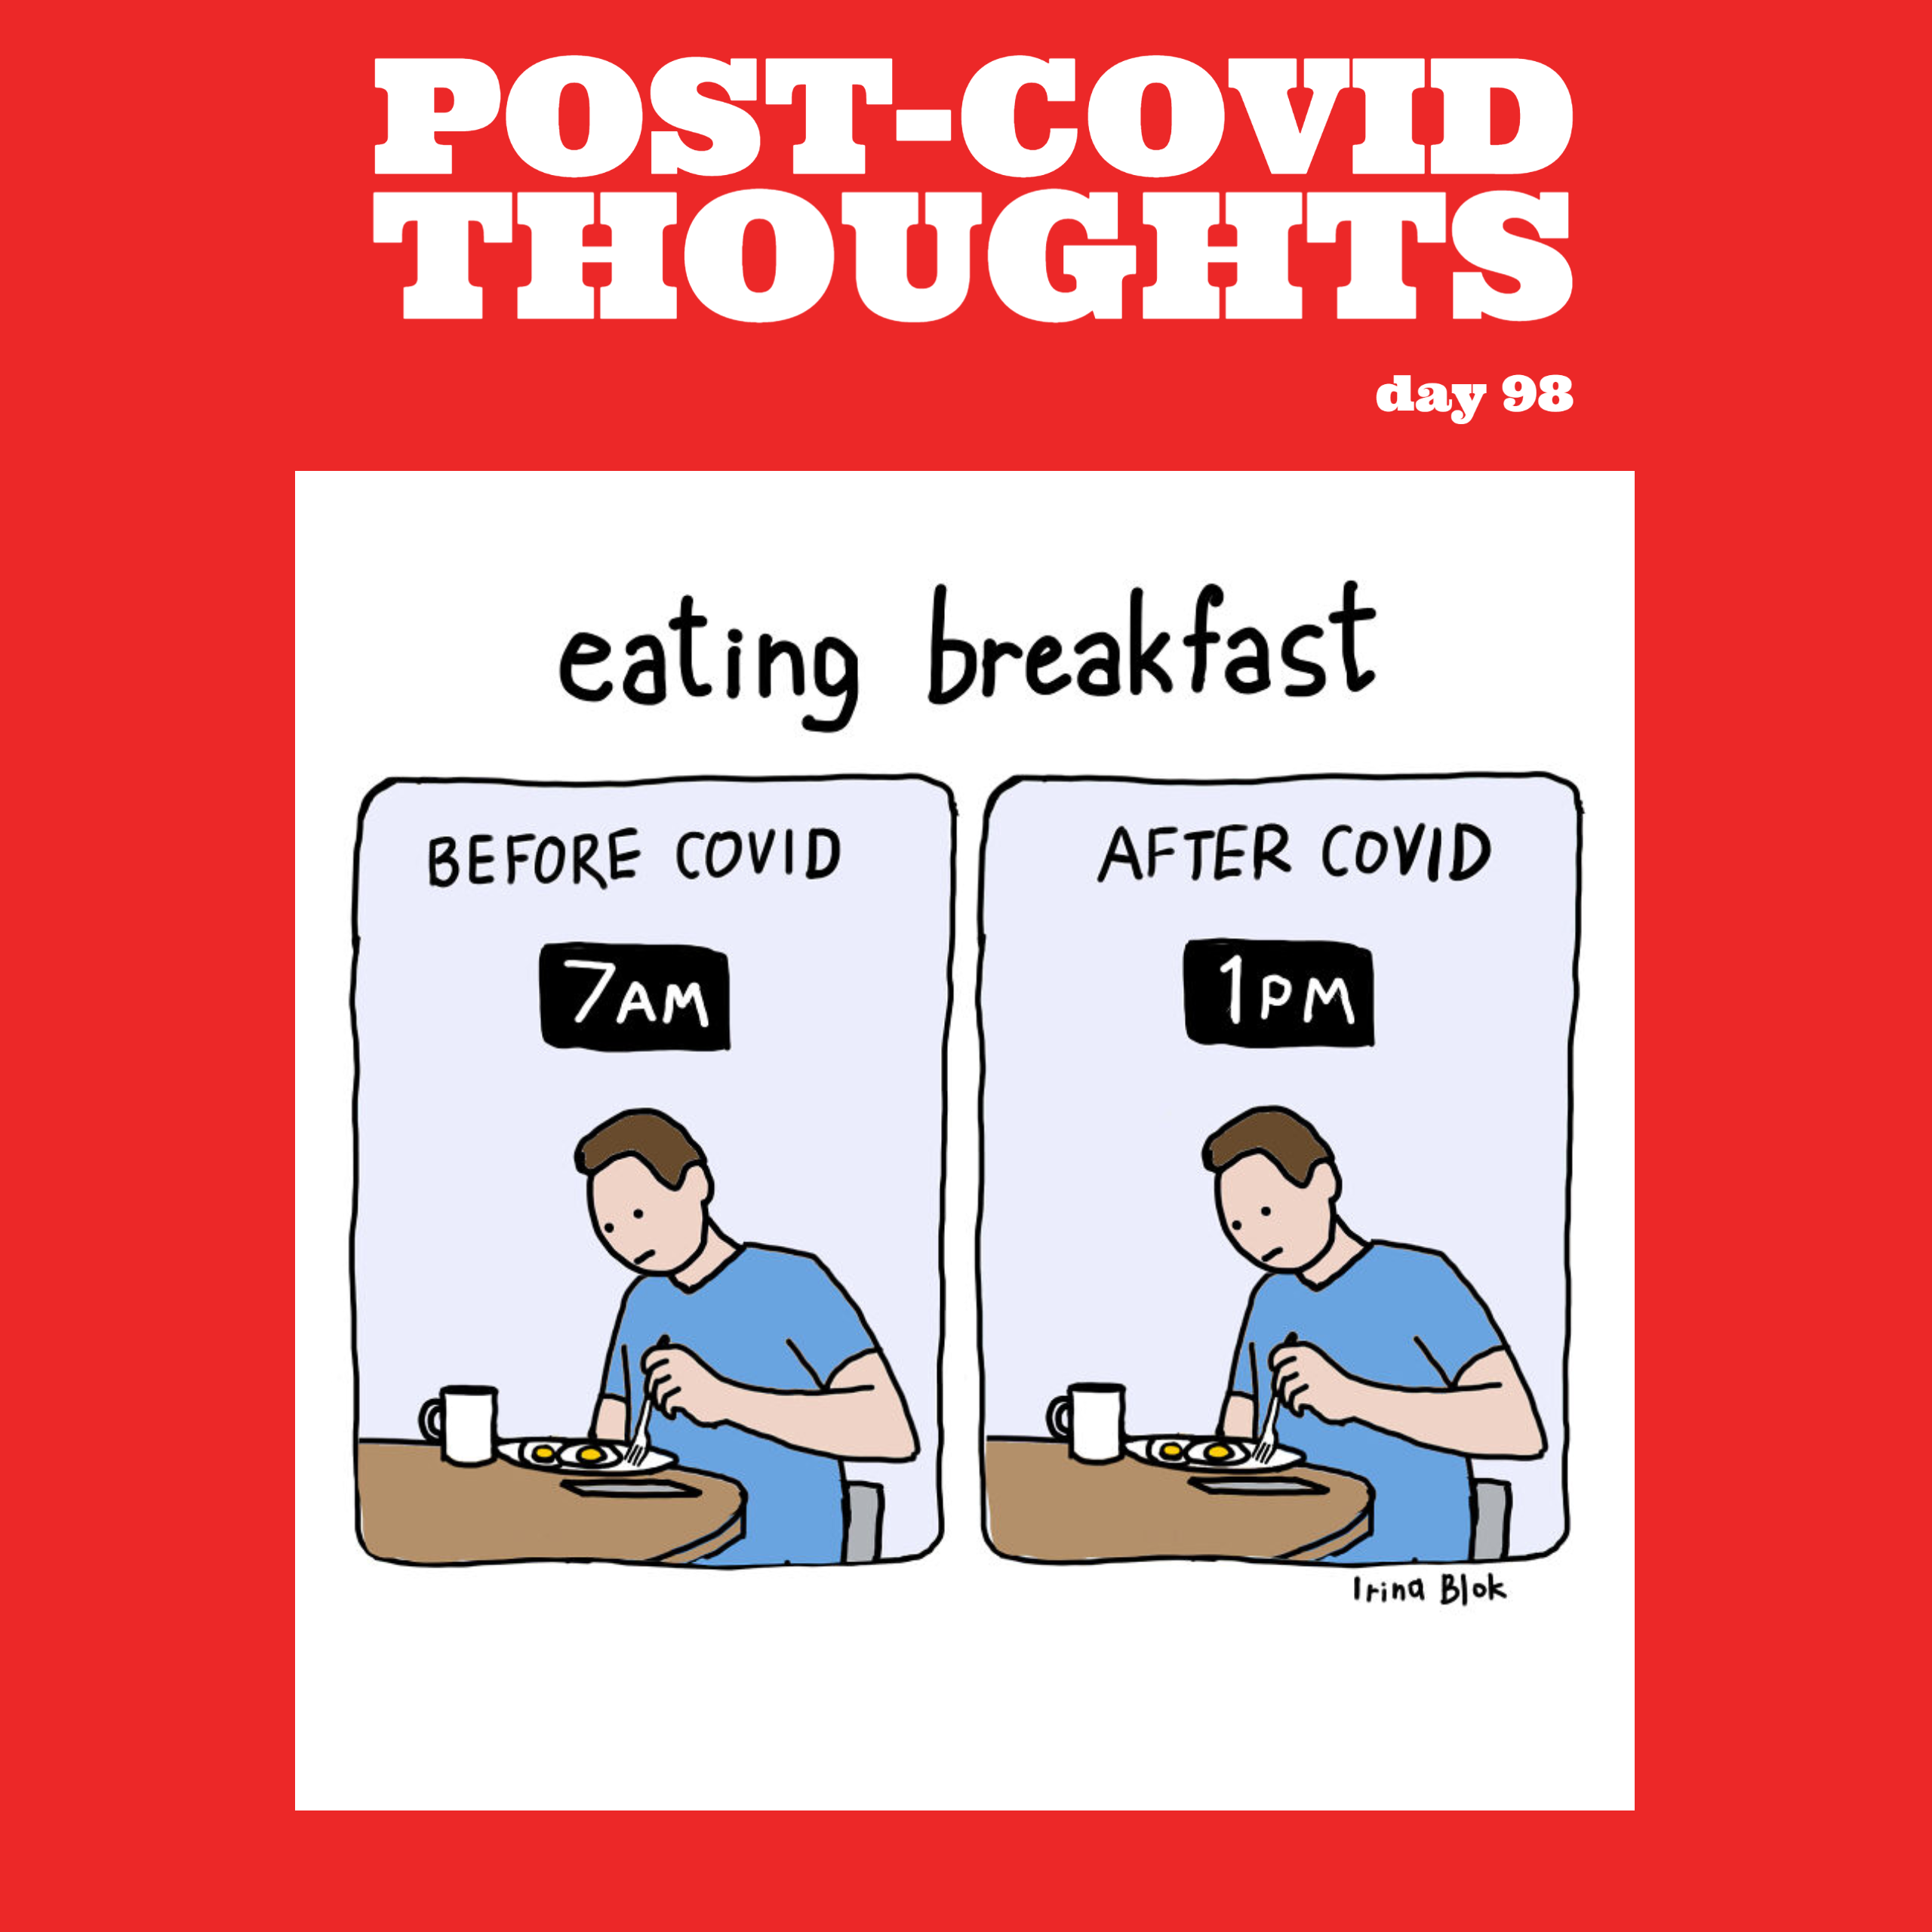 POST-COVID
THOUGHTS
day 98
eating breakfast
BEFORE COVID
7AM
AFTER COVID
1PM
Irina Blok